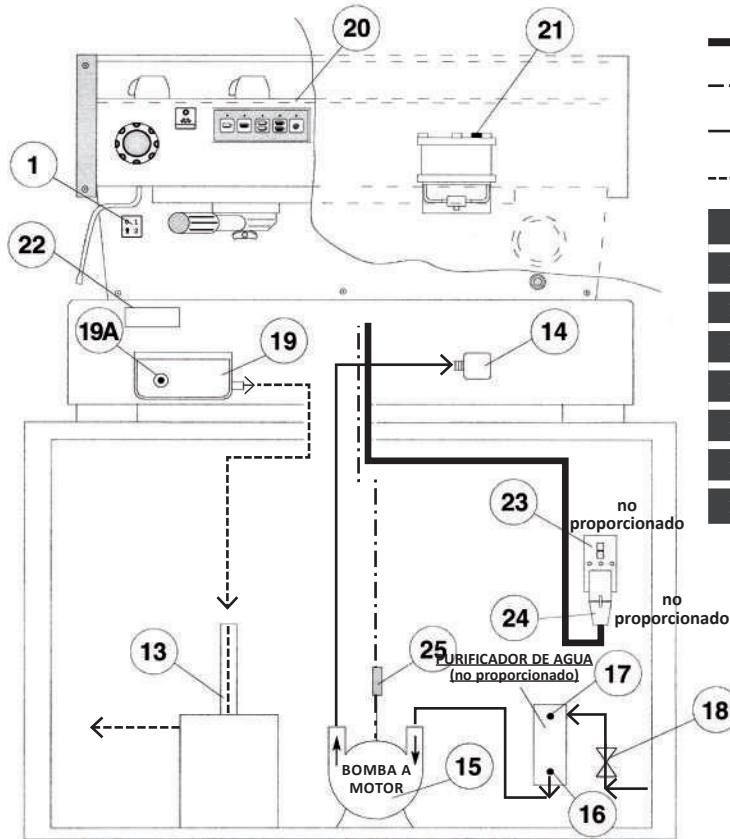 20
21
1
22
19A
19
14
23
no
proporcionado
no
proporcionado
24
13
25
PURIFICADOR DE AGUA
(no proporcionado)
17
18
BOMBA A
MOTOR
15
16